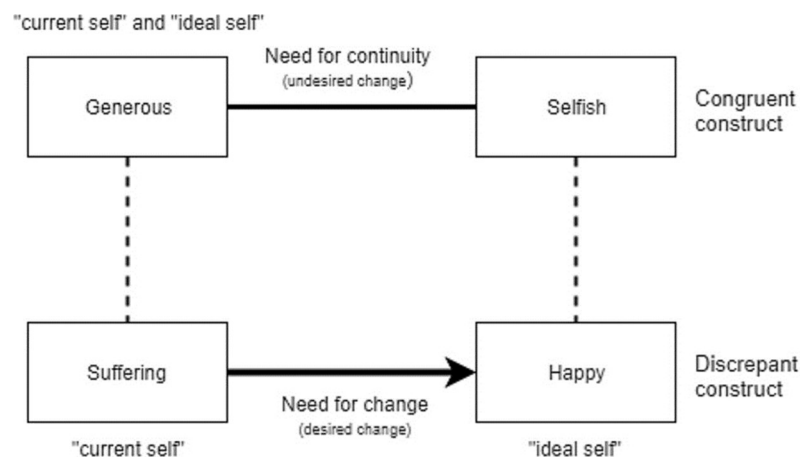 "current self" and "ideal self"
Need for continuity
(undesired change)
Generous
Selfish
Congruent
construct
Suffering
Happy
Discrepant
construct
Need for change
(desired change)
"current self"
"ideal self"